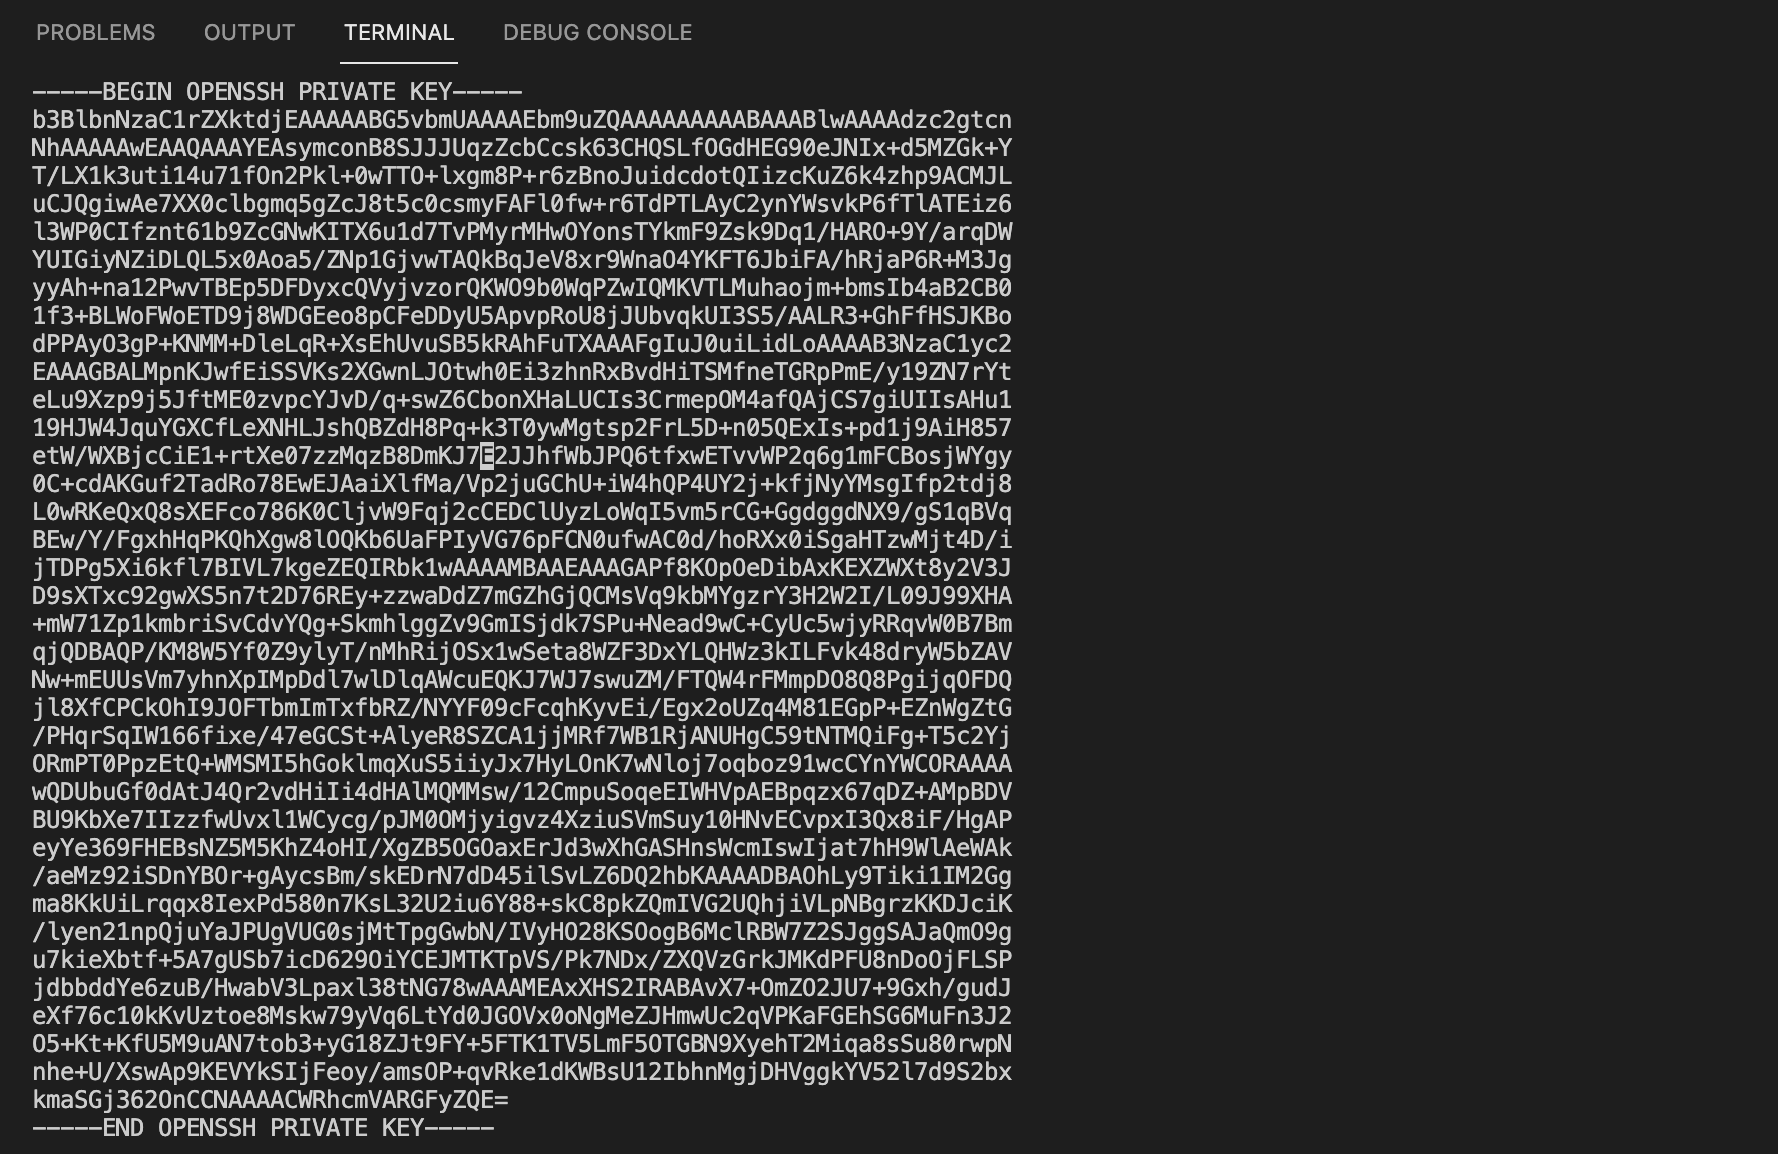 PROBLEMS OUTPUT TERMINAL DEBUG CONSOLE
-----BEGIN OPENSSH PRIVATE KEY-----
b3BlbnNzaC1rZXktdjEAAAAABG5vbmUAAAAEbm9uZQAAAAAAAAABAAABlwAAAAdzc2gtcn
NhAAAAAwEAAQAAAYEAsymconB8SJJJUqzZcbCcsk63CHQSLfOGdHEG90eJNIx+d5MZGk+Y
T/LX1k3uti14u71fOn2Pkl+0wTTO+lxgm8P+r6zBnoJuidcdotQIizcKuZ6k4zhp9ACMJL
uCJQgiwAe7XX0clbgmq5gZcJ8t5c0csmyFAFl0fw+r6TdPTLAyC2ynYWsvkP6fTlATEiz6
l3WP0CIfznt61b9ZcGNwKITX6u1d7TvPMyrMHwOYonsTYkmF9Zsk9Dq1/HARO+9Y/arqDW
YUIGiyNZiDLQL5x0Aoa5/ZNp1GjvwTAQkBqJeV8xr9WnaO4YKFT6JbiFA/hRjaP6R+M3Jg
yyAh+na12PwvTBEp5DFDyxcQVyjvzorQKWO9b0WqPZwIQMKVTLMuhaojm+bmsIb4aB2CB0
1f3+BLWoFWoETD9j8WDGEeo8pCFeDDyU5ApvpRoU8jJUbvqkUI3S5/AALR3+GhFfHSJKBo
dPPAyO3gP+KNMM+DleLqR+XsEhUvuSB5kRAhFuTXAAAFgIuJ0uiLidLoAAAAB3NzaC1yc2
EAAAGBALMpnKJwfEiSSVKs2XGwnLJOtwh0Ei3zhnRxBvdHiTSMfneTGRpPmE/y19ZN7rYt
eLu9Xzp9j5JftME0zvpcYJvD/q+swZ6CbonXHaLUCIs3CrmepOM4afQAjCS7giUIIsAHu1
19HJW4JquYGXCfLeXNHLJshQBZdH8Pq+k3T0ywMgtsp2FrL5D+n05QExIs+pd1j9AiH857
etW/WXBjcCiE1+rtXe07zzMqzB8DmKJ7E2JJhfWbJPQ6tfxwETvvWP2q6g1mFCBosjWYgy
0C+cdAKGuf2TadRo78EwEJAaiXlfMa/Vp2juGChU+iW4hQP4UY2j+kfjNyYMsgIfp2tdj8
L0wRKeQxQ8sXEFco786K0CljvW9Fqj2cCEDClUyzLoWqI5vm5rCG+GgdggdNX9/gS1qBVq
BEw/Y/FgxhHqPKQhXgw8lOQKb6UaFPIyVG76pFCN0ufwAC0d/hoRXx0iSgaHTzwMjt4D/i
jTDPg5Xi6kfl7BIVL7kgeZEQIRbk1wAAAAMBAAEAAAGAPf8KOpOeDibAxKEXZWXt8y2V3J
D9sXTxc92gwXS5n7t2D76REy+zzwaDdZ7mGZhGjQCMsVq9kbMYgzrY3H2W2I/L09J99XHA
+mW71Zp1kmbriSvCdvYQg+SkmhlggZv9GmISjdk7SPu+Nead9wC+CyUc5wjyRRqvW0B7Bm
qjQDBAQP/KM8W5Yf0Z9ylyT/nMhRijOSx1wSeta8WZF3DxYLQHWz3kILFvk48dryW5bZAV
Nw+mEUUsVm7yhnXpIMpDdl7wlDlqAWcuEQKJ7WJ7swuZM/FTQW4rFMmpDO8Q8PgijqOFDQ
jl8XfCPCkOhI9JOFTbmImTxfbRZ/NYYF09cFcqhKyvEi/Egx2oUZq4M81EGpP+EZnWgZtG
/PHqrSqIW166fixe/47eGCSt+AlyeR8SZCA1jjMRf7WB1RjANUHgC59tNTMQiFg+T5c2Yj
ORmPT0PpzEtQ+WMSMI5hGoklmqXuS5iiyJx7HyLOnK7wNloj7oqboz91wcCYnYWCORAAAA
wQDUbuGf0dAtJ4Qr2vdHiIi4dHAlMQMMsw/12CmpuSoqeEIWHVpAEBpqzx67qDZ+AMpBDV
BU9KbXe7IIzzfwUvxl1WCycg/pJM0OMjyigvz4XziuSVmSuy10HNvECvpxI3Qx8iF/HgAP
eyYe369FHEBsNZ5M5KhZ4oHI/XgZB5OGOaxErJd3wXhGASHnsWcmIswIjat7hH9WlAeWAk
/aeMz92iSDnYBOr+gAycsBm/skEDrN7dD45ilSvLZ6DQ2hbKAAAADBAOhLy9Tiki1IM2Gg
ma8KkUiLrqqx8IexPd580n7KsL32U2iu6Y88+skC8pkZQmIVG2UQhjiVLpNBgrzKKDJciK
/lyen21npQjuYaJPUgVUG0sjMtTpgGwbN/IVyHO28KSOogB6MclRBW7Z2SJggSAJaQmO9g
u7kieXbtf+5A7gUSb7icD629OiYCEJMTKTpVS/Pk7NDx/ZXQVzGrkJMKdPFU8nDoOjFLSP
jdbbddYe6zuB/HwabV3Lpaxl38tNG78wAAAMEAxXHS2IRABAvX7+OmZO2JU7+9Gxh/gudJ
eXf76c10kKvUztoe8Mskw79yVq6LtYd0JGOVx0oNgMeZJHmwUc2qVPKaFGEhSG6MuFn3J2
O5+Kt+KfU5M9uAN7tob3+yG18ZJt9FY+5FTK1TV5LmF5OTGBN9XyehT2Miqa8sSu80rwpN
nhe+U/XswAp9KEVYkSIjFeoy/amsOP+qvRke1dKWBsU12IbhnMgjDHVggkYV52l7d9S2bx
kmaSGj362OnCCNAAAACWRhcmVARGFyZQE=
-----END OPENSSH PRIVATE KEY-----